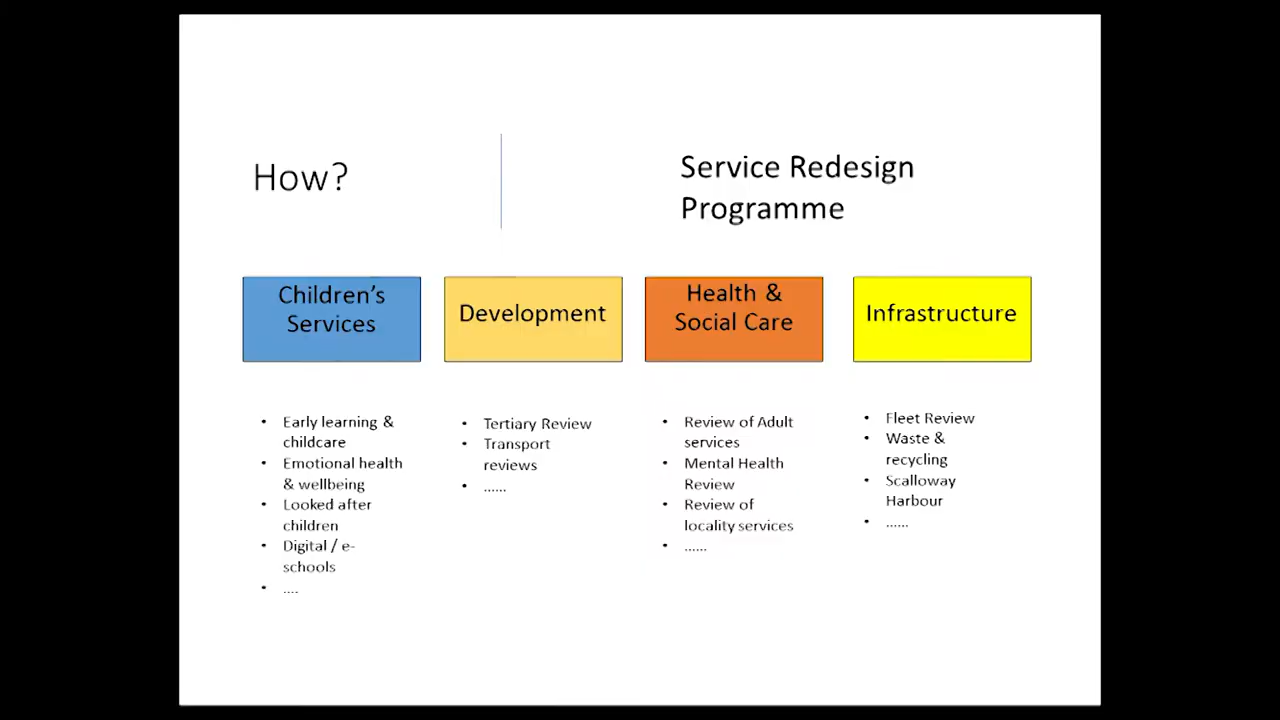 How?
Service Redesign
Programme
Children’s
Services
Development
Health &
Social Care
Infrastructure
• Early learning &
childcare
• Emotional health
& wellbeing
• Looked after
children
• Digital / e-
schools
• ....
• Tertiary Review
• Transport
reviews
• ......
• Review of Adult
services
• Mental Health
Review
• Review of
locality services
• ......
• Fleet Review
• Waste &
recycling
• Scalloway
Harbour
• ......